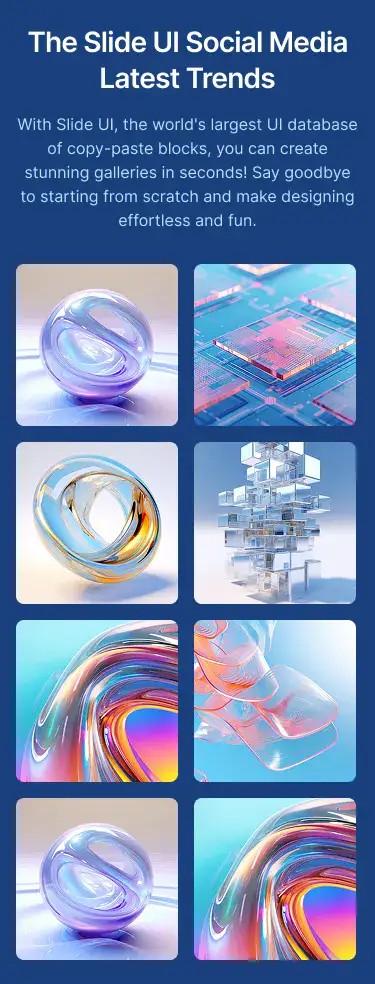 The Slide UI Social Media
Latest Trends
With Slide UI, the world's largest UI database
of copy-paste blocks, you can create
stunning galleries in seconds! Say goodbye
to starting from scratch and make designing
effortless and fun.